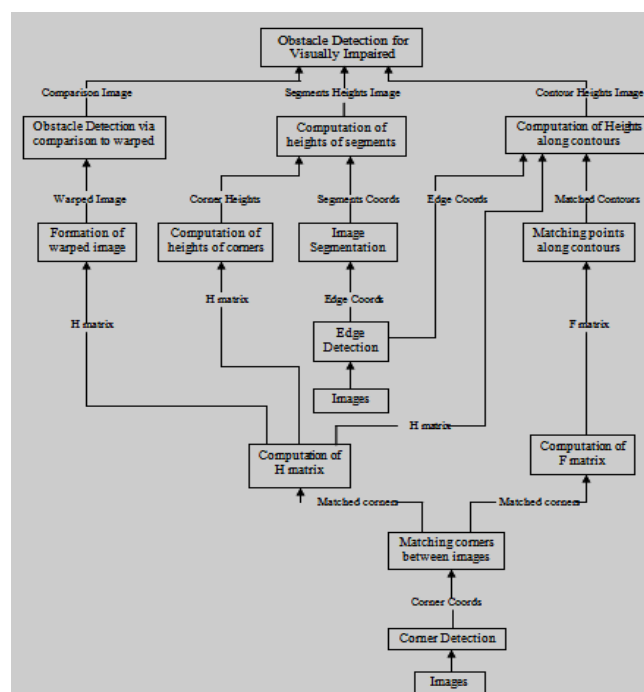 Obstacle Detection for
Visually Impaired
Comparison Image
Segments Heights Image
Contour Heights Image
Obstacle Detection via
comparison to warped
Computation of
heights of segments
Computation of Heights
along contours
Warped Image
Corner Heights
Segments Coords
Edge Coords
Matched Contours
Formation of
warped image
Computation of
heights of corners
Image
Segmentation
Matching points
along contours
H matrix
H matrix
Edge Coords
F matrix
Edge
Detection
Images
H matrix
Computation of
H matrix
Computation of
F matrix
Matched corners
Matched corners
Matching corners
between images
Corner Coords
Corner Detection
Images